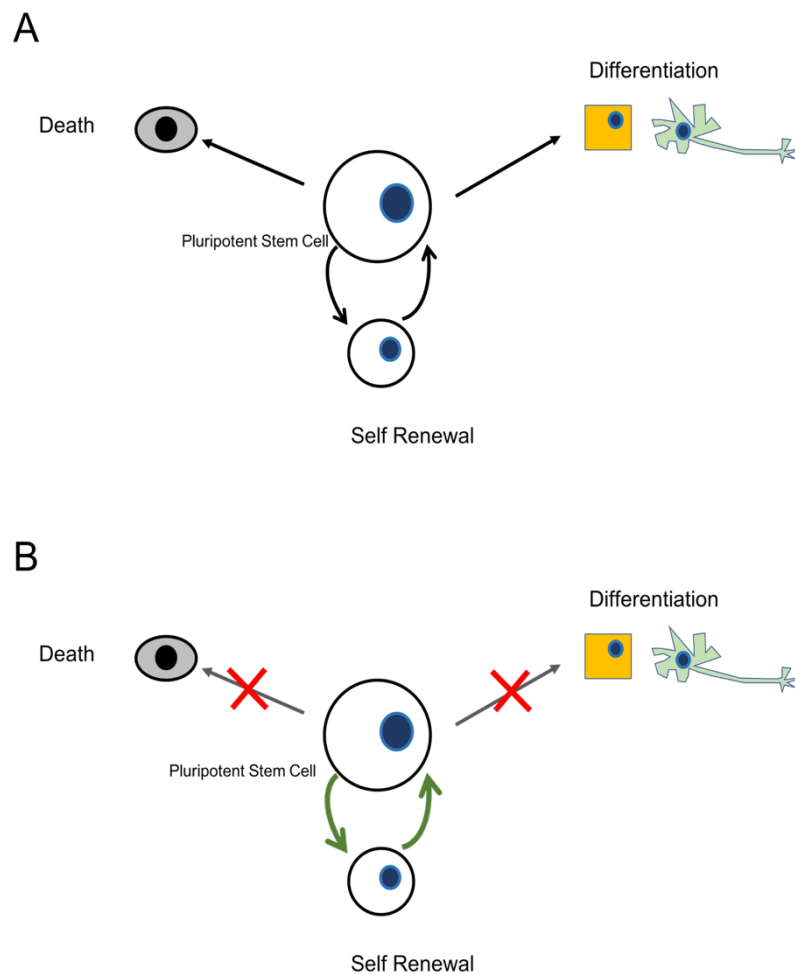 A
Differentiation
Death
Pluripotent Stem Cell
Self Renewal
B
Differentiation
Death
Pluripotent Stem Cell
Self Renewal